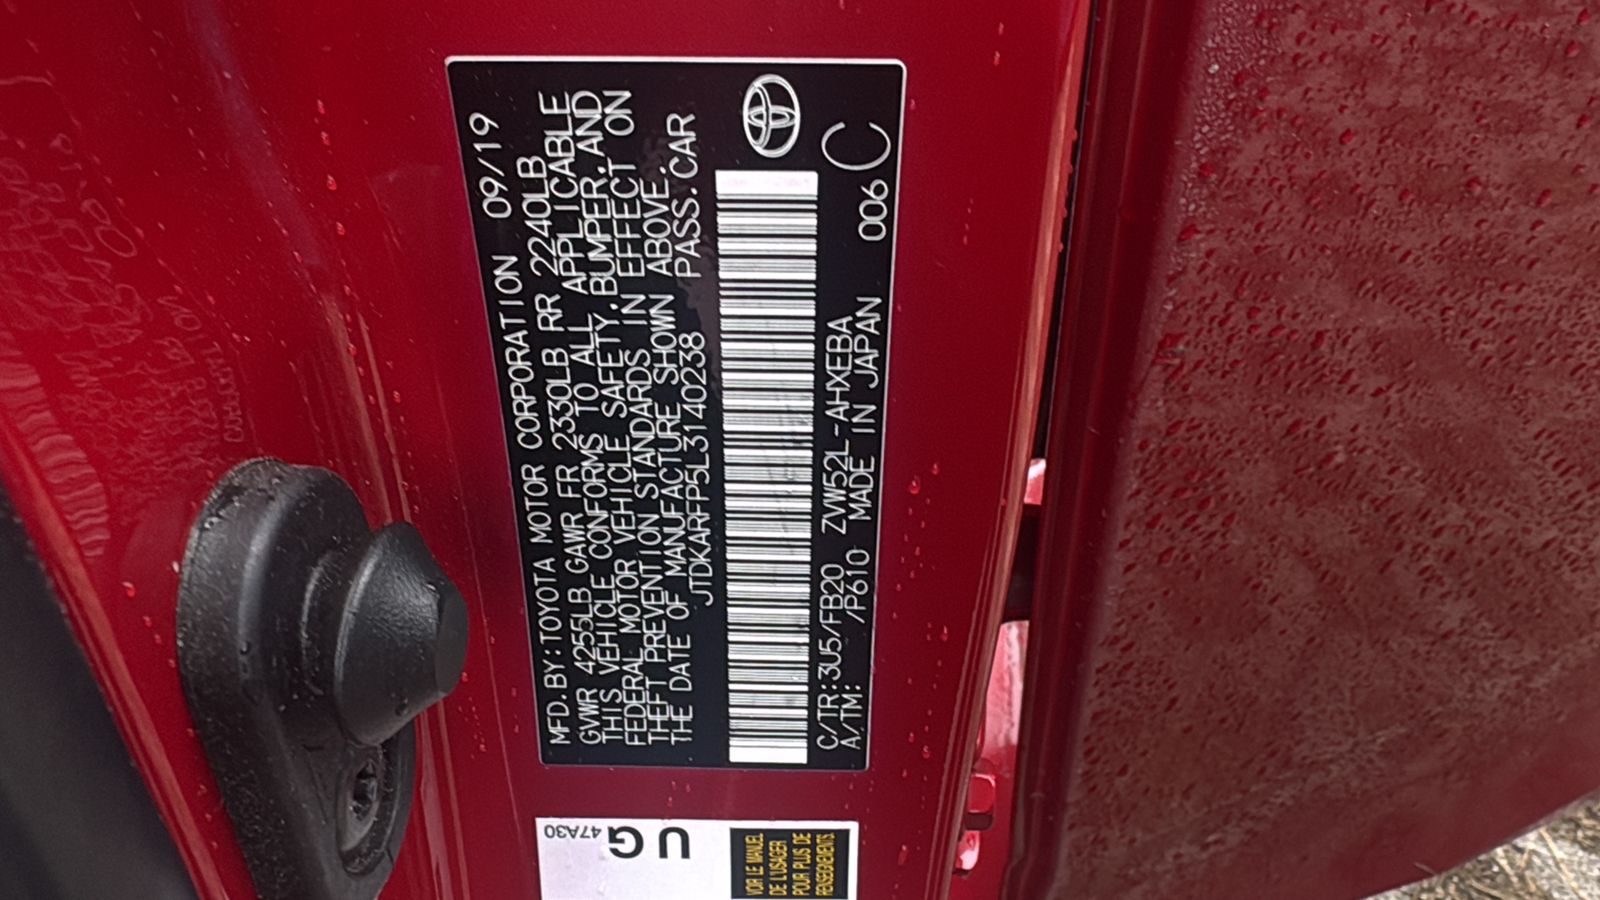 MFD.BY:TOYOTA MOTOR CORPORATION 09/19
GVWR 4255LB GAWR FR 2330LB RR 2240LB
THIS VEHICLE CONFORMS TO ALL APPLICABLE
FEDERAL MOTOR VEHICLE SAFETY,BUMPER,AND
THEFT PREVENTION STANDARDS IN EFFECT ON
THE DATE OF MANUFACTURE SHOWN ABOVE.
JTDKARFP5L3140238 PASS.CAR
C/TR:3U5/FB20 ZVW52L-AHXEBA 006 C
A/TM: /P610 MADE IN JAPAN
47A30
UG
VOIR LE MANUEL
DE L'USAGER
POUR PLUS DE
RENSEIGNEMENTS.